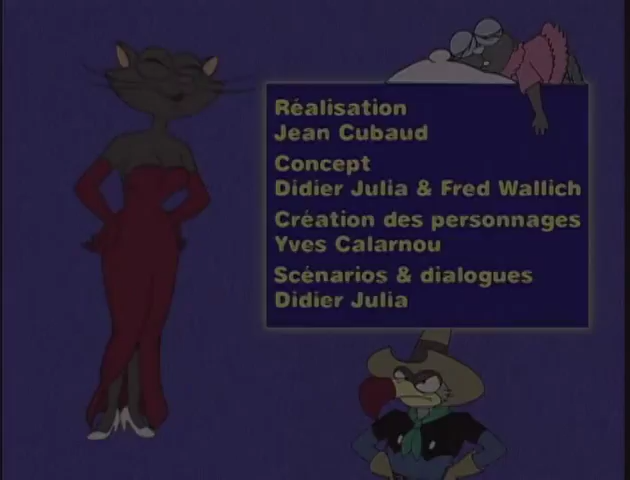 Réalisation
Jean Cubaud
Concept
Didier Julia & Fred Wallich
Création des personnages
Yves Calarnou
Scénarios & dialogues
Didier Julia